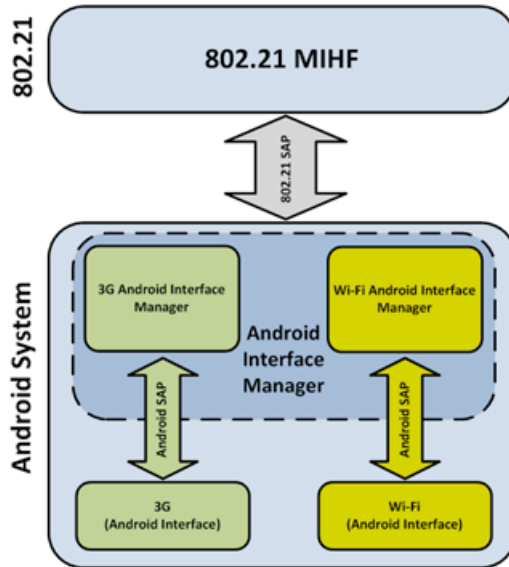 802.21
802.21 MIHF
802.21 SAP
Android System
3G Android Interface
Manager
Wi-Fi Android Interface
Manager
Android
Interface
Manager
Android SAP
Android SAP
3G
(Android Interface)
Wi-Fi
(Android Interface)